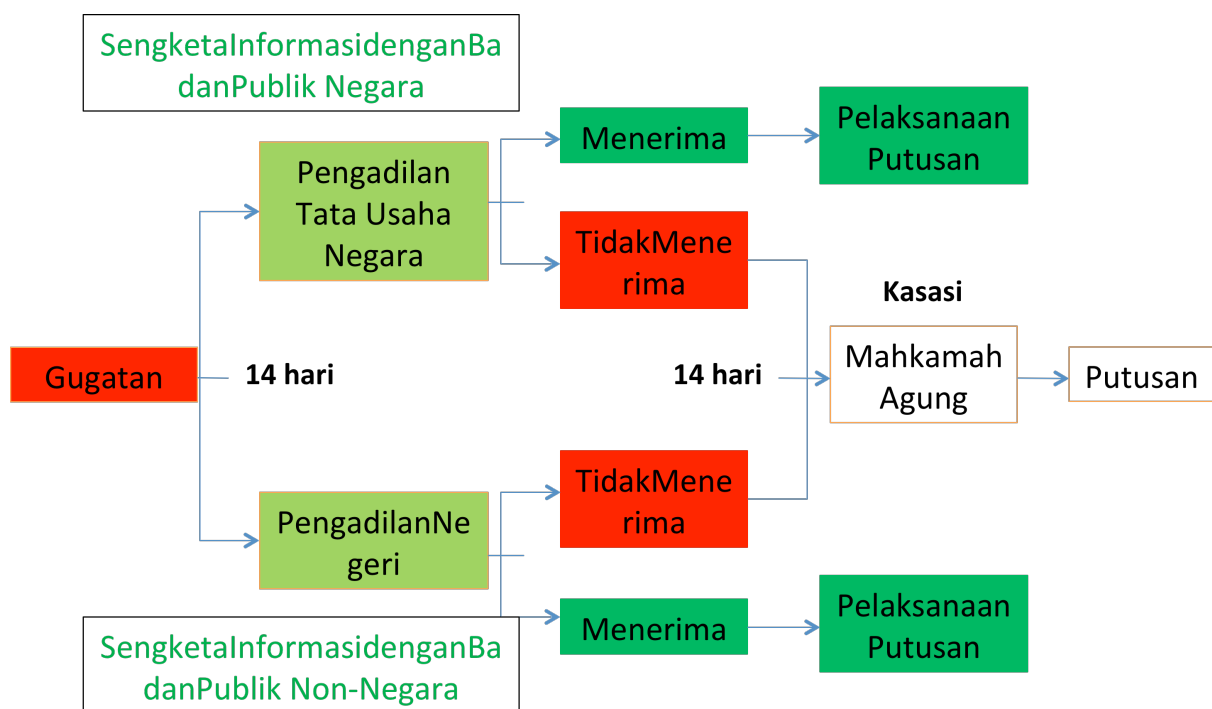 SengketaInformasidenganBa
danPublik Negara
Menerima
Pelaksanaan
Putusan
Pengadilan
Tata Usaha
Negara
TidakMene
rima
Kasasi
Gugatan
14 hari
14 hari
Mahkamah
Agung
Putusan
TidakMene
rima
PengadilanNe
geri
Menerima
Pelaksanaan
Putusan
SengketaInformasidenganBa
danPublik Non-Negara